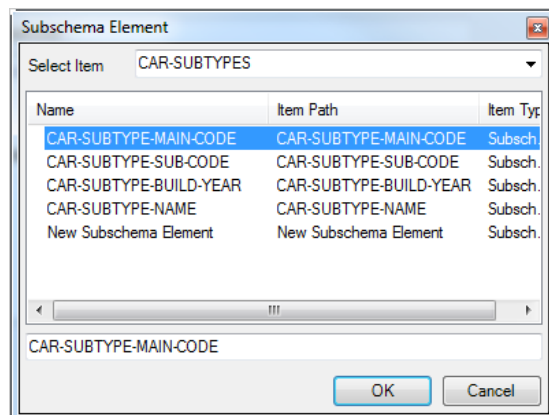 Subschema Element
Select Item CAR-SUBTYPES
Name Item Path Item Typ
CAR-SUBTYPE-MAIN-CODE CAR-SUBTYPE-MAIN-CODE Subsch.
CAR-SUBTYPE-SUB-CODE CAR-SUBTYPE-SUB-CODE Subsch.
CAR-SUBTYPE-BUILD-YEAR CAR-SUBTYPE-BUILD-YEAR Subsch.
CAR-SUBTYPE-NAME CAR-SUBTYPE-NAME Subsch.
New Subschema Element New Subschema Element Subsch.
CAR-SUBTYPE-MAIN-CODE
OK Cancel